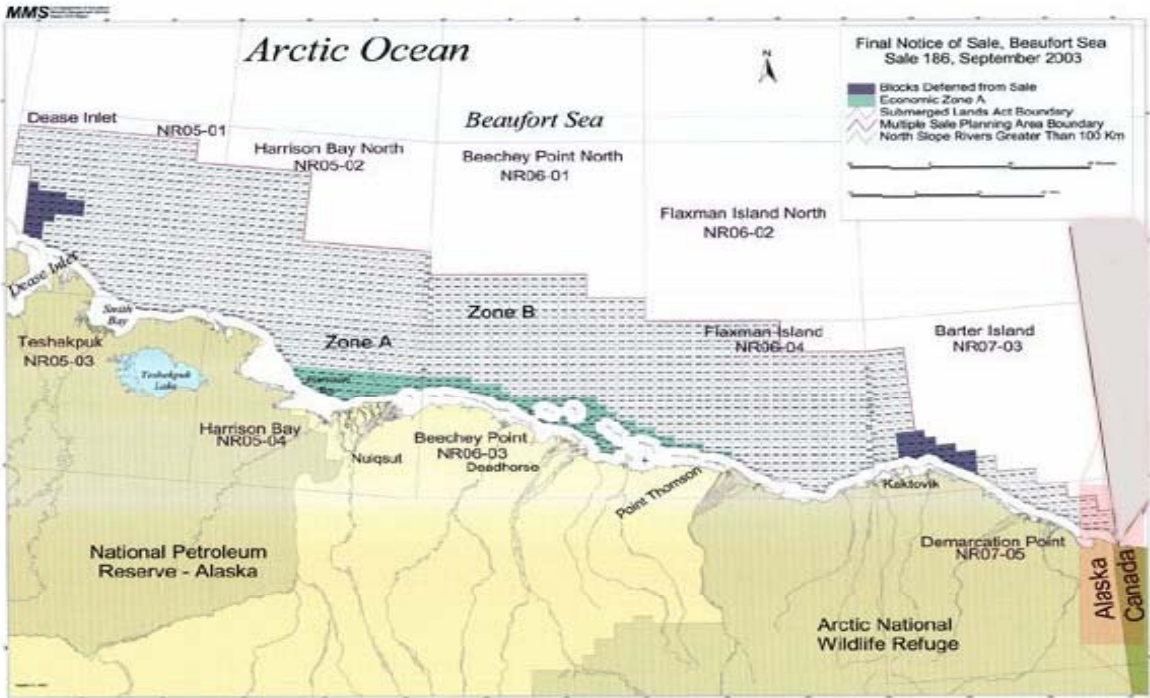 MMS
Arctic Ocean
N
Final Notice of Sale, Beaufort Sea
Sale 186, September 2003
Blocks Deferred from Sale
Economic Zone A
Submerged Lands Act Boundary
Multiple Sale Planning Area Boundary
North Slope Rivers Greater Than 100 Km
Dease Inlet
NR05-01
Beaufort Sea
Harrison Bay North
NR05-02
Beechey Point North
NR06-01
Flaxman Island North
NR06-02
Dease Inlet
Smith
Bay
Zone B
Zone A
Teshekpuk
NR05-03
Flaxman Island
NR06-04
Barter Island
NR07-03
Teshekpuk
Lake
Harrison Bay
NR05-04
Nuiqsut
Beechey Point
NR06-03
Deadhorse
Point Thomson
Kaktovik
Demarcation Point
NR07-05
National Petroleum
Reserve - Alaska
Arctic National
Wildlife Refuge
Alaska
Canada